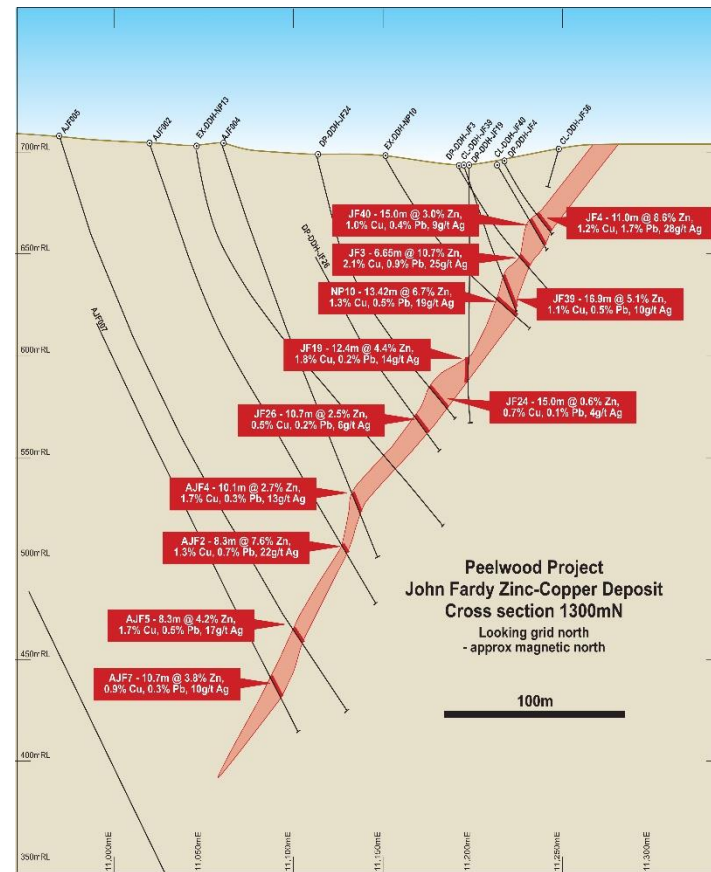 AJF005
AJF002
EX-DDH-NP13
AJF004
DP-DDH-JF24
EX-DDH-NP10
DP-DDH-JF3
CL-DDH-JF39
DP-DDH-JF19
CL-DDH-JF40
DP-DDH-JF4
CL-DDH-JF36
700mRL
650mRL
600mRL
550mRL
500mRL
450mRL
400mRL
350mRL
DP-DDH-JF26
AJF007
JF40 - 15.0m @ 3.0% Zn,
1.0% Cu, 0.4% Pb, 9g/t Ag
JF4 - 11.0m @ 8.6% Zn,
1.2% Cu, 1.7% Pb, 28g/t Ag
JF3 - 6.65m @ 10.7% Zn,
2.1% Cu, 0.9% Pb, 25g/t Ag
NP10 - 13.42m @ 6.7% Zn,
1.3% Cu, 0.5% Pb, 19g/t Ag
JF39 - 16.9m @ 5.1% Zn,
1.1% Cu, 0.5% Pb, 10g/t Ag
JF19 - 12.4m @ 4.4% Zn,
1.8% Cu, 0.2% Pb, 14g/t Ag
JF24 - 15.0m @ 0.6% Zn,
0.7% Cu, 0.1% Pb, 4g/t Ag
JF26 - 10.7m @ 2.5% Zn,
0.5% Cu, 0.2% Pb, 6g/t Ag
AJF4 - 10.1m @ 2.7% Zn,
1.7% Cu, 0.3% Pb, 13g/t Ag
AJF2 - 8.3m @ 7.6% Zn,
1.3% Cu, 0.7% Pb, 22g/t Ag
AJF5 - 8.3m @ 4.2% Zn,
1.7% Cu, 0.5% Pb, 17g/t Ag
AJF7 - 10.7m @ 3.8% Zn,
0.9% Cu, 0.3% Pb, 10g/t Ag
Peelwood Project
John Fardy Zinc-Copper Deposit
Cross section 1300mN
Looking grid north
- approx magnetic north
100m
11,000mE
11,050mE
11,100mE
11,150mE
11,200mE
11,250mE
11,300mE